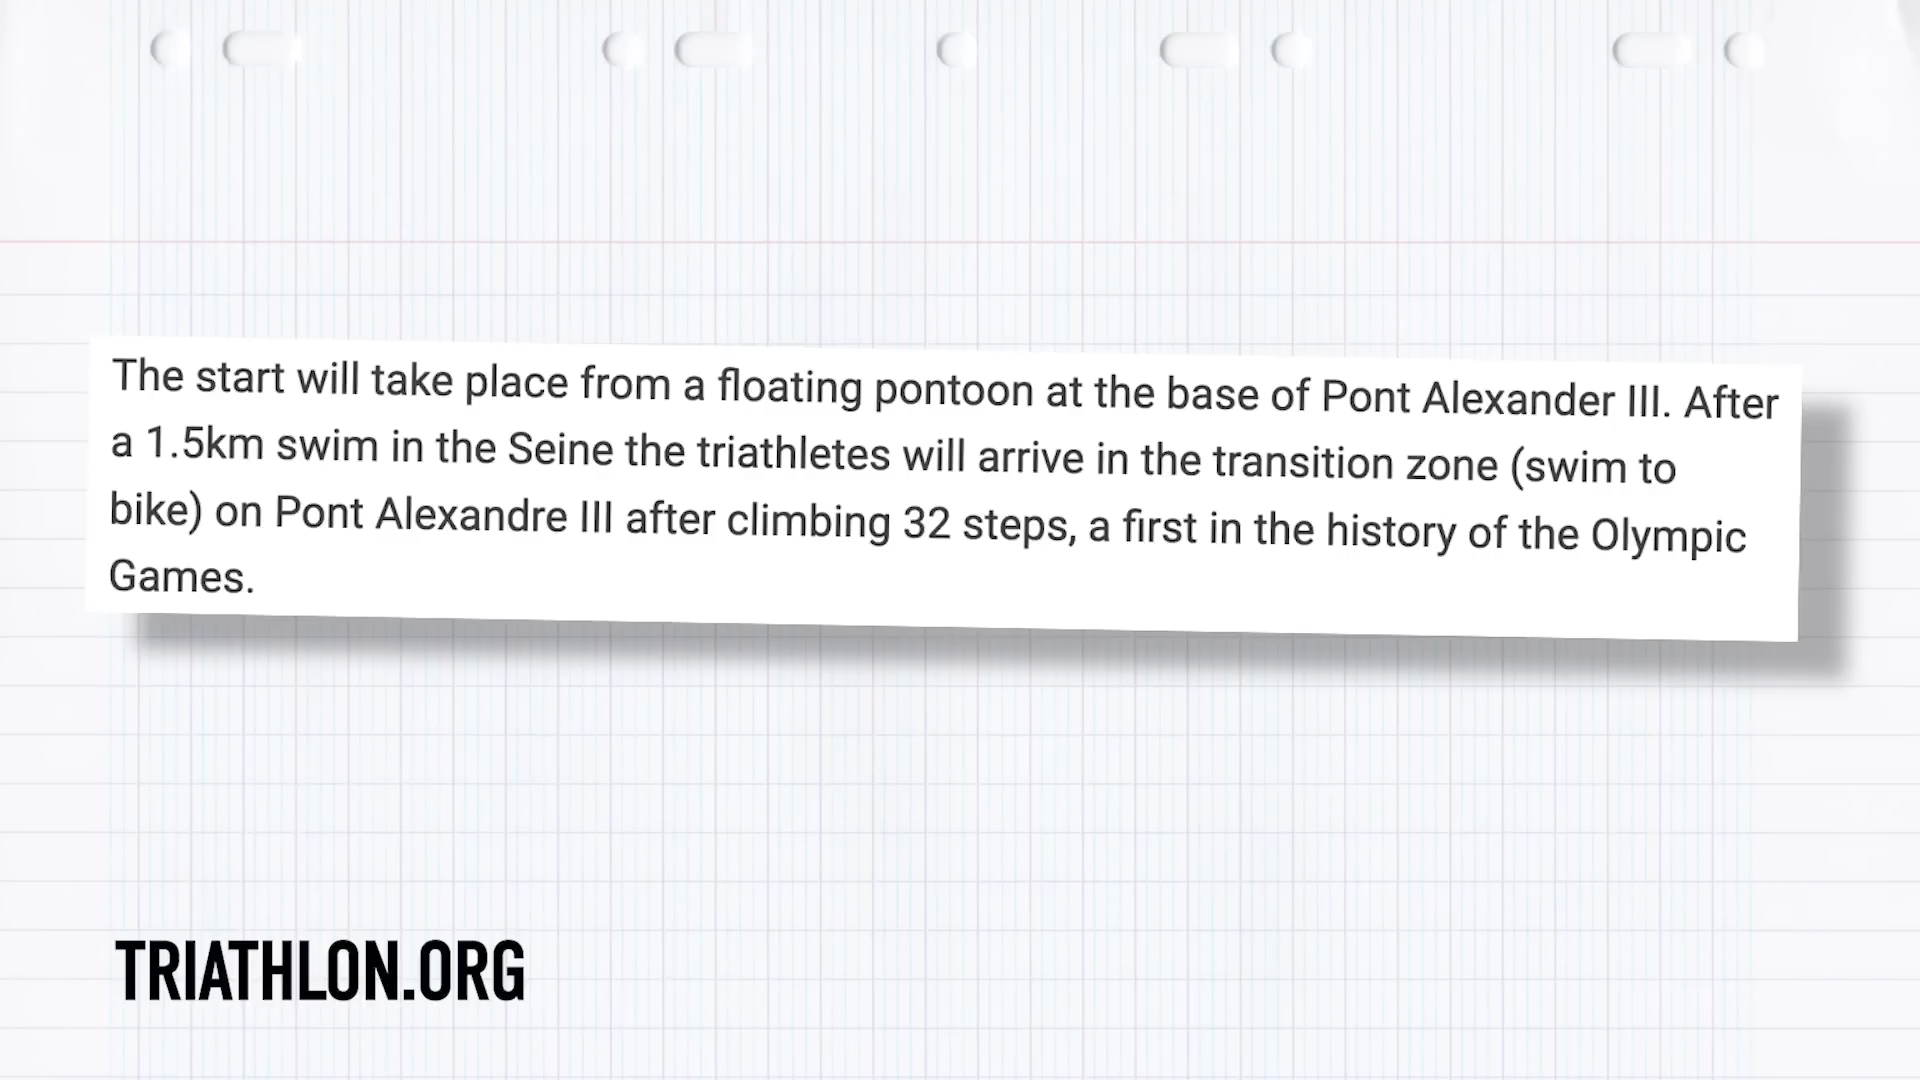 The start will take place from a floating pontoon at the base of Pont Alexander III. After
a 1.5km swim in the Seine the triathletes will arrive in the transition zone (swim to
bike) on Pont Alexandre III after climbing 32 steps, a first in the history of the Olympic
Games.
TRIATHLON.ORG